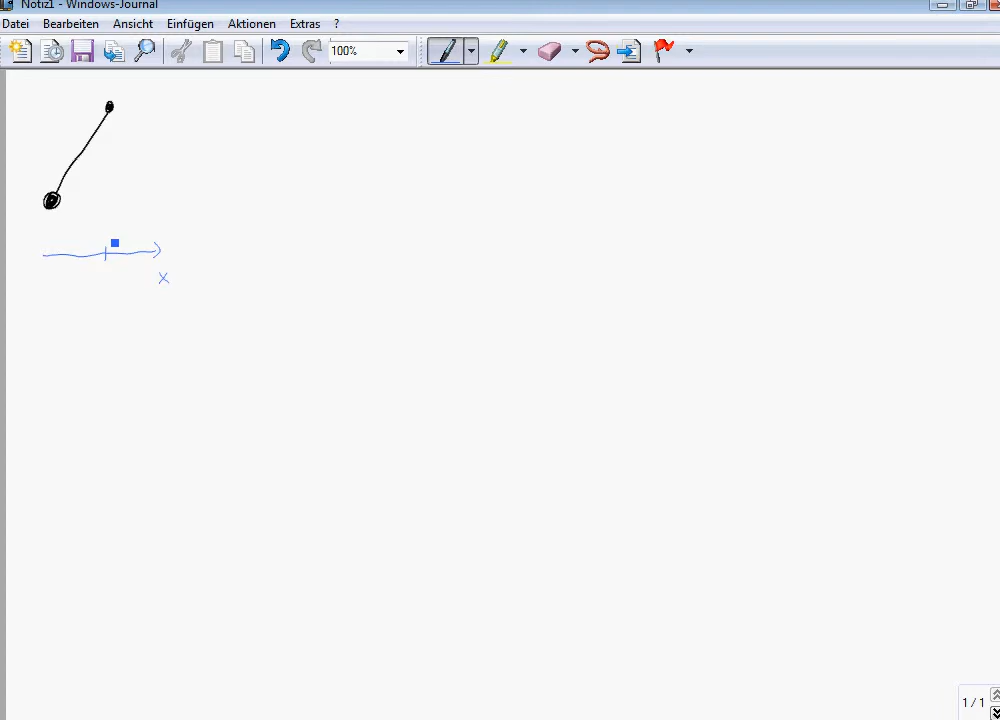 Notiz1 - Windows-Journal
Datei Bearbeiten Ansicht Einfügen Aktionen Extras ?
100%
x
1 / 1